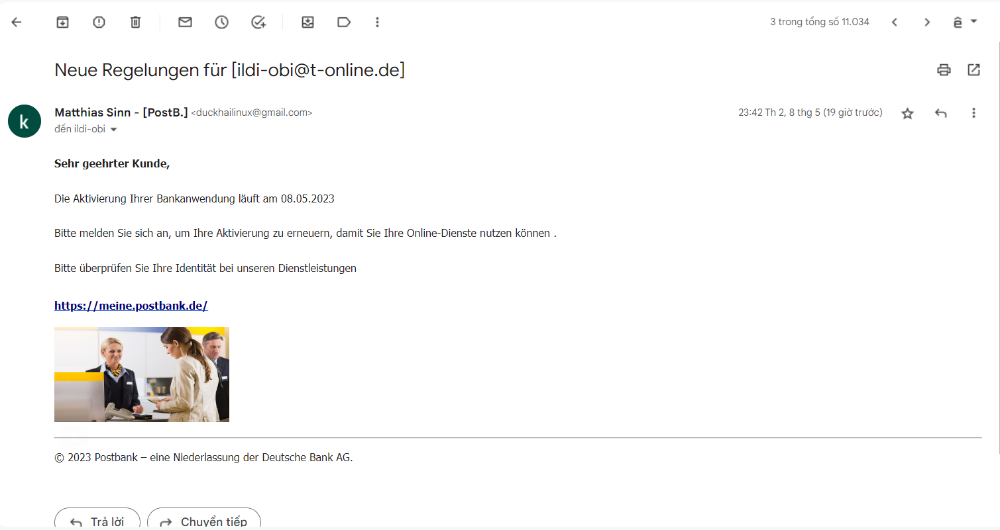 3 trong tổng số 11.034
ê
Neue Regelungen für [ildi-obi@t-online.de]
k
Matthias Sinn - [PostB.] <duckhailinux@gmail.com>
23:42 Th 2, 8 thg 5 (19 giờ trước)
đến ildi-obi
Sehr geehrter Kunde,
Die Aktivierung Ihrer Bankanwendung läuft am 08.05.2023
Bitte melden Sie sich an, um Ihre Aktivierung zu erneuern, damit Sie Ihre Online-Dienste nutzen können .
Bitte überprüfen Sie Ihre Identität bei unseren Dienstleistungen
https://meine.postbank.de/
© 2023 Postbank – eine Niederlassung der Deutsche Bank AG.
Trả lời
Chuyển tiếp